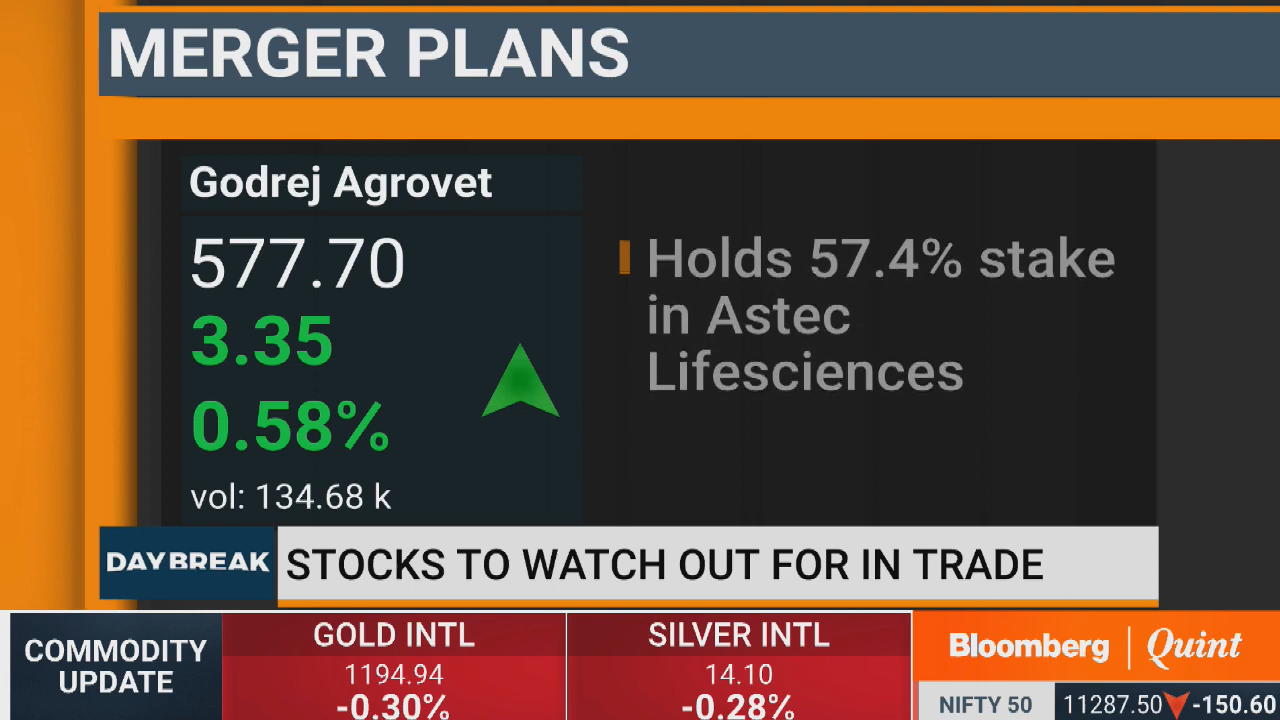 MERGER PLANS
Godrej Agrovet
577.70
3.35
0.58%
vol: 134.68 k
Holds 57.4% stake
in Astec
Lifesciences
DAYBREAK
STOCKS TO WATCH OUT FOR IN TRADE
COMMODITY
UPDATE
GOLD INTL
1194.94
-0.30%
SILVER INTL
14.10
-0.28%
Bloomberg | Quint
NIFTY 50 11287.50 -150.60